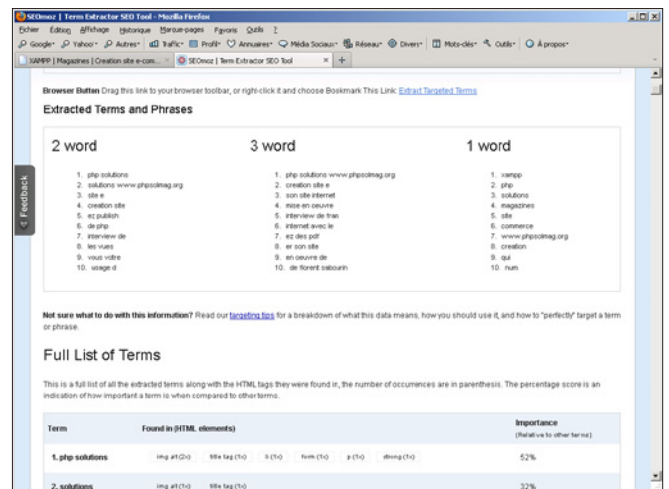 SEOmoz | Term Extractor SEO Tool - Mozilla Firefox
Fichier Édition Affichage Historique Marque-pages Favoris Outils ?
Google Yahoo Autres Traffic Profil Annuaires Média Sociaux Réseau Divers Mots-clés Outils À propos
XAMPP | Magazines | Creation site e-com... SEOmoz | Term Extractor SEO Tool
Browser Button Drag this link to your browser toolbar, or right-click it and choose Bookmark This Link: Extract Targeted Terms
Extracted Terms and Phrases
Feedback
2 word
1. php solutions
2. solutions www.phpsolmag.org
3. site e
4. creation site
5. ez publish
6. de php
7. interview de
8. les vues
9. vous votre
10. usage d
3 word
1. php solutions www.phpsolmag.org
2. creation site e
3. son site internet
4. mise en oeuvre
5. interview de fran
6. internet avec le
7. ez des pdf
8. er son site
9. en oeuvre de
10. de florent sabourin
1 word
1. xampp
2. php
3. solutions
4. magazines
5. site
6. commerce
7. www.phpsolmag.org
8. creation
9. qui
10. num
Not sure what to do with this information? Read our targeting tips for a breakdown of what this data means, how you should use it, and how to "perfectly" target a term
or phrase.
Full List of Terms
This is a full list of all the extracted terms along with the HTML tags they were found in, the number of occurences are in parenthesis. The percentage score is an
indication of how important a term is when compared to other terms.
Term Found in (HTML elements) Importance
(Relative to other terms)
1. php solutions img alt (2x) title tag (1x) li (1x) form (1x) p (1x) strong (1x) 52%
2. solutions img alt (1x) title tag (1x) 32%